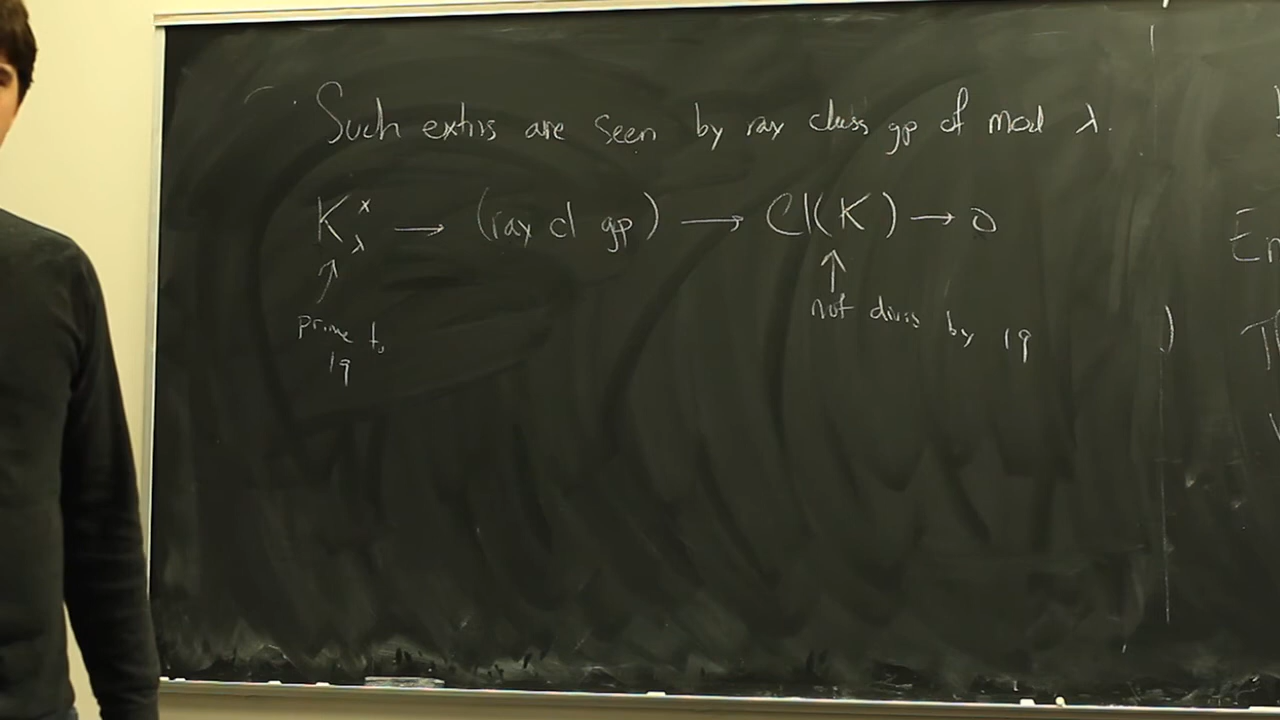 Such extns are seen by ray class gp of mod λ.
K_λ^x → (ray cl gp) → Cl(K) → 0
↑ ↑
prime to not divis by 19
19